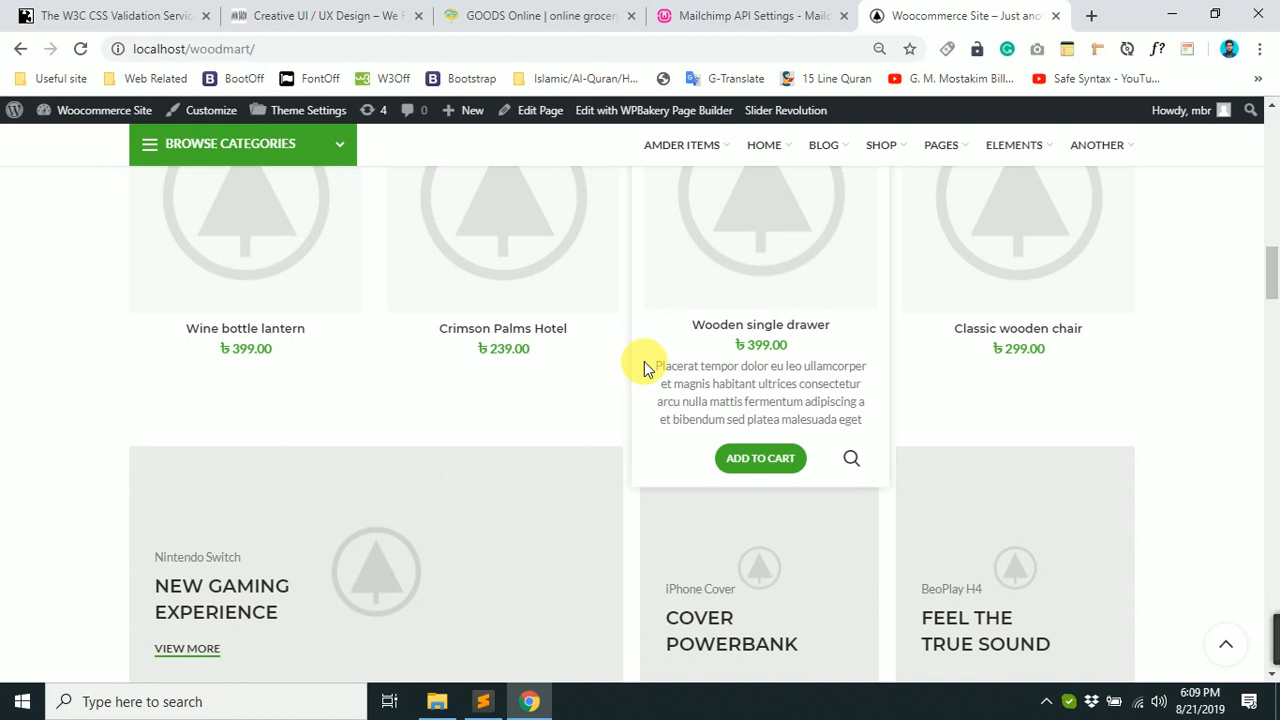 The W3C CSS Validation Servic
Creative UI / UX Design – We F
GOODS Online | online grocery
Mailchimp API Settings - Mailc
Woocommerce Site – Just ano
localhost/woodmart/
Useful site
Web Related
BootOff
FontOff
W3Off
Bootstrap
Islamic/Al-Quran/H...
G-Translate
15 Line Quran
G. M. Mostakim Bill...
Safe Syntax - YouTu...
»
Woocommerce Site
Customize
Theme Settings
4
0
New
Edit Page
Edit with WPBakery Page Builder
Slider Revolution
Howdy, mbr
BROWSE CATEGORIES
AMDER ITEMS
HOME
BLOG
SHOP
PAGES
ELEMENTS
ANOTHER
Wine bottle lantern
৳ 399.00
Crimson Palms Hotel
৳ 239.00
Wooden single drawer
৳ 399.00
Placerat tempor dolor eu leo ullamcorper
et magnis habitant ultrices consectetur
arcu nulla mattis fermentum adipiscing a
et bibendum sed platea malesuada eget
ADD TO CART
Classic wooden chair
৳ 299.00
Nintendo Switch
NEW GAMING
EXPERIENCE
VIEW MORE
iPhone Cover
COVER
POWERBANK
BeoPlay H4
FEEL THE
TRUE SOUND
Type here to search
6:09 PM
8/21/2019